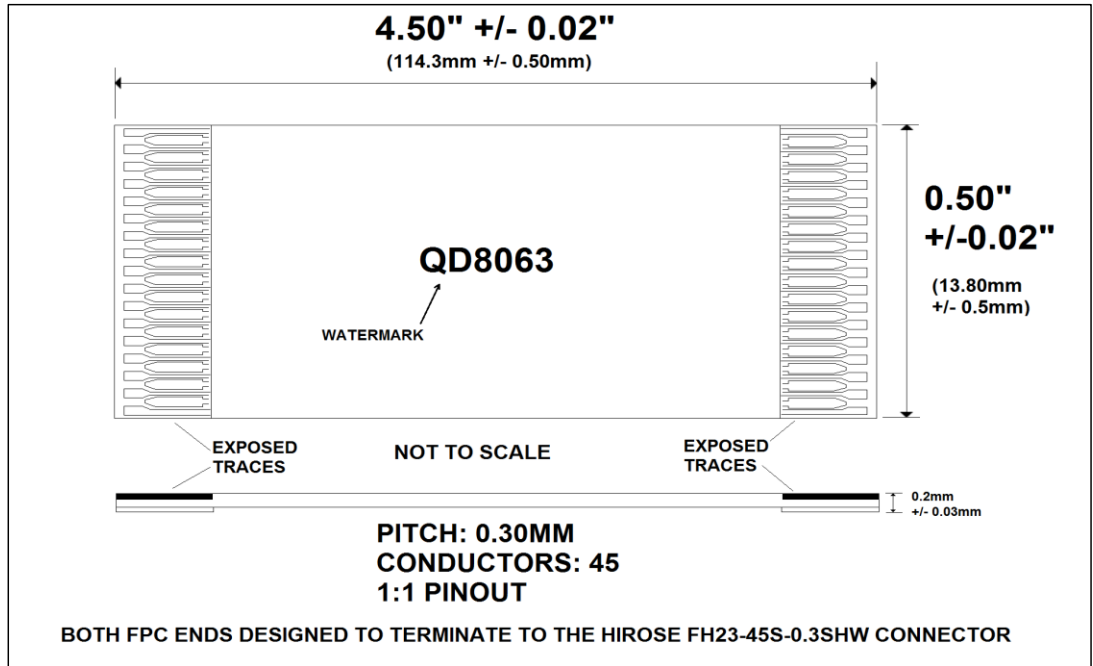 4.50" +/- 0.02"
(114.3mm +/- 0.50mm)
0.50"
+/-0.02"
(13.80mm
+/- 0.5mm)
QD8063
WATERMARK
EXPOSED
TRACES
NOT TO SCALE
EXPOSED
TRACES
0.2mm
+/- 0.03mm
PITCH: 0.30MM
CONDUCTORS: 45
1:1 PINOUT
BOTH FPC ENDS DESIGNED TO TERMINATE TO THE HIROSE FH23-45S-0.3SHW CONNECTOR